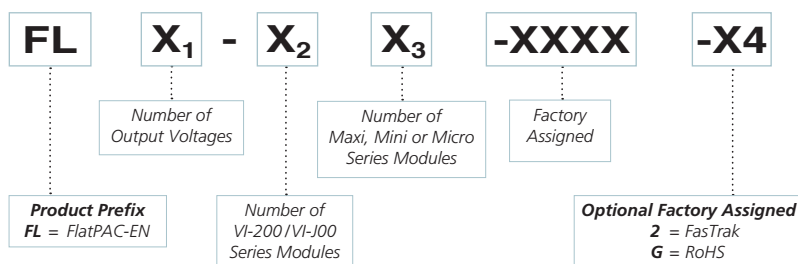 FL X₁ - X₂ X₃ -XXXX -X4
Number of
Output Voltages
Number of
Maxi, Mini or Micro
Series Modules
Factory
Assigned
Product Prefix
FL = FlatPAC-EN
Number of
VI-200/VI-J00
Series Modules
Optional Factory Assigned
2 = FasTrak
G = RoHS